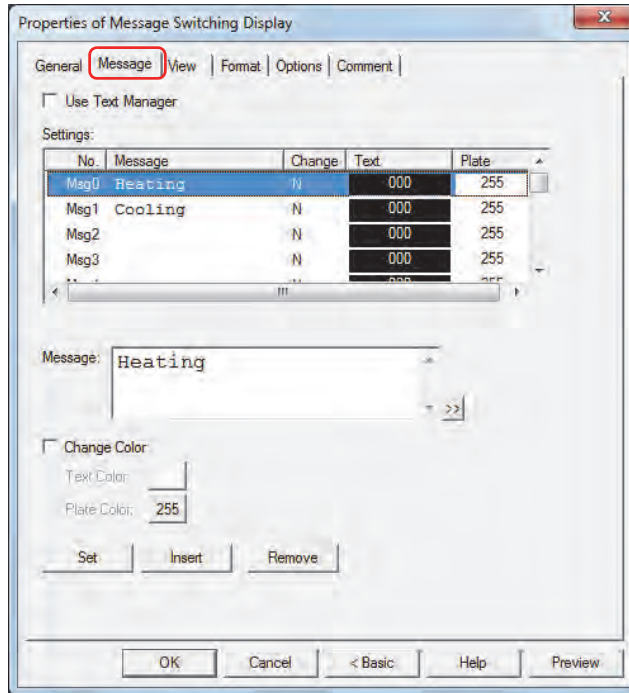 Properties of Message Switching Display
General Message View Format Options Comment
Use Text Manager
Settings:
No. Message Change Text Plate
Msg0 Heating N 000 255
Msg1 Cooling N 000 255
Msg2 N 000 255
Msg3 N 000 255
Message: Heating
>>
Change Color
Text Color:
Plate Color: 255
Set Insert Remove
OK Cancel < Basic Help Preview